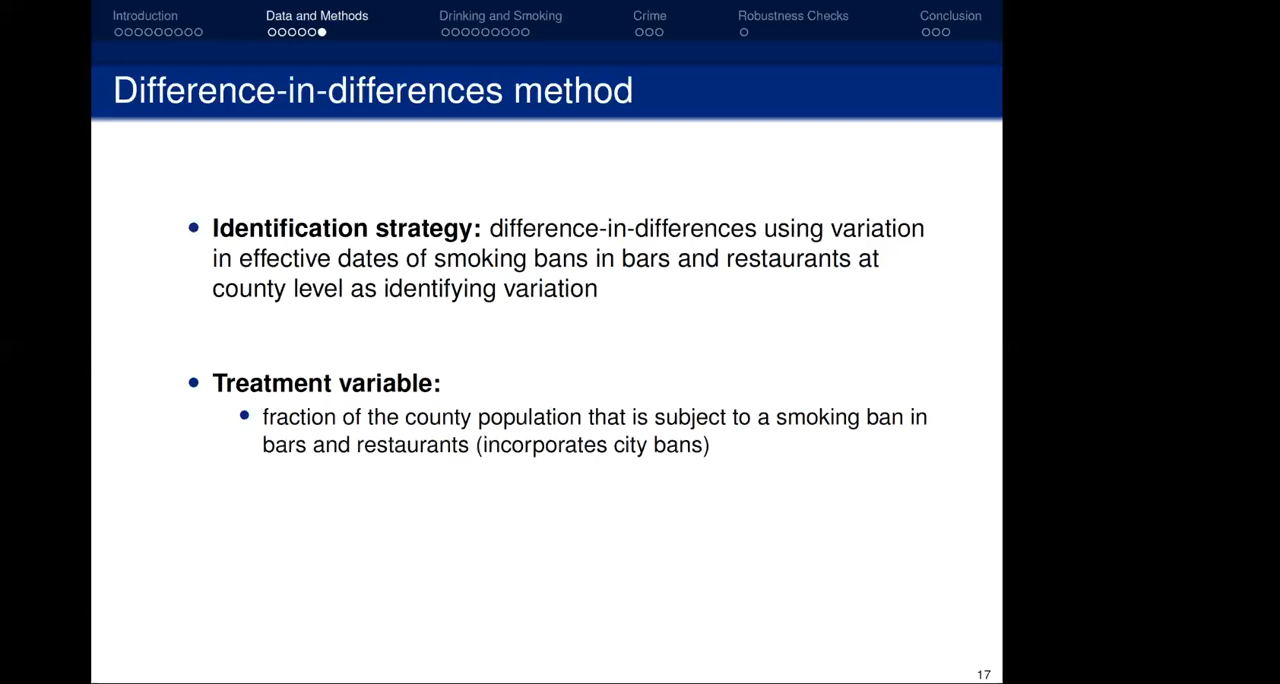 Introduction Data and Methods Drinking and Smoking Crime Robustness Checks Conclusion
Difference-in-differences method
Identification strategy: difference-in-differences using variation
in effective dates of smoking bans in bars and restaurants at
county level as identifying variation
Treatment variable:
fraction of the county population that is subject to a smoking ban in
bars and restaurants (incorporates city bans)
17